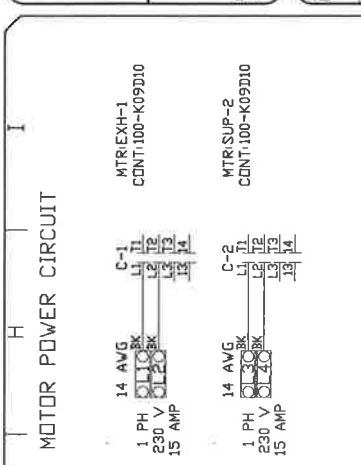 H
I
MOTOR POWER CIRCUIT
14 AWG
C-1
MTR:EXH-1
CONT:100-K09D10
1 PH
230 V
15 AMP
L1
BK
L1
T1
L2
BK
L2
T2
L3
T3
13
14
14 AWG
C-2
MTR:SUP-2
CONT:100-K09D10
1 PH
230 V
15 AMP
L3
BK
L1
T1
L4
BK
L2
T2
L3
T3
13
14